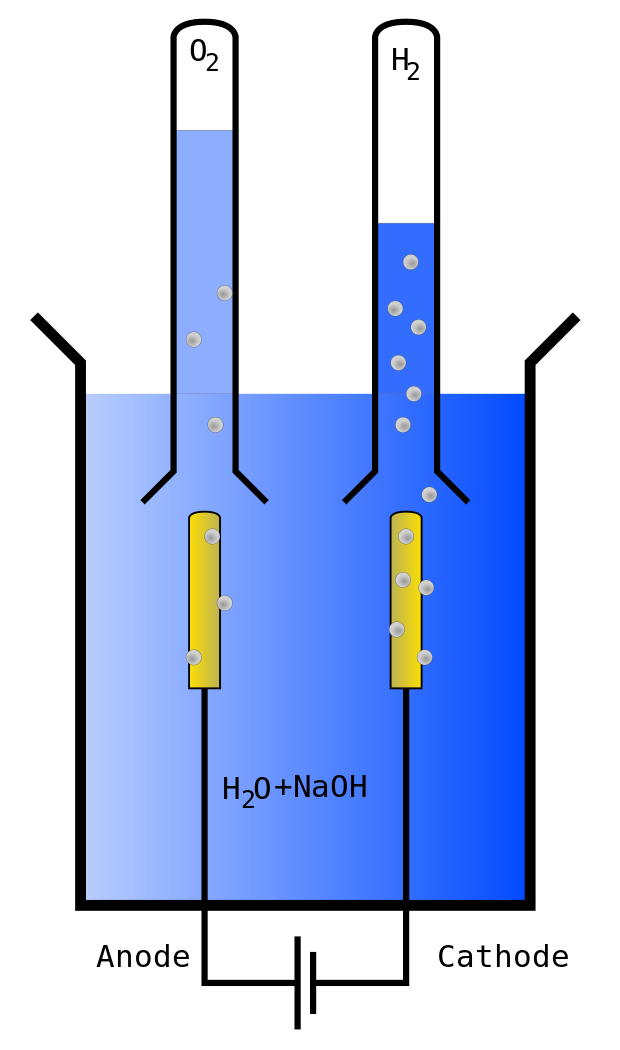 O₂
H₂
H₂O+NaOH
Anode
Cathode